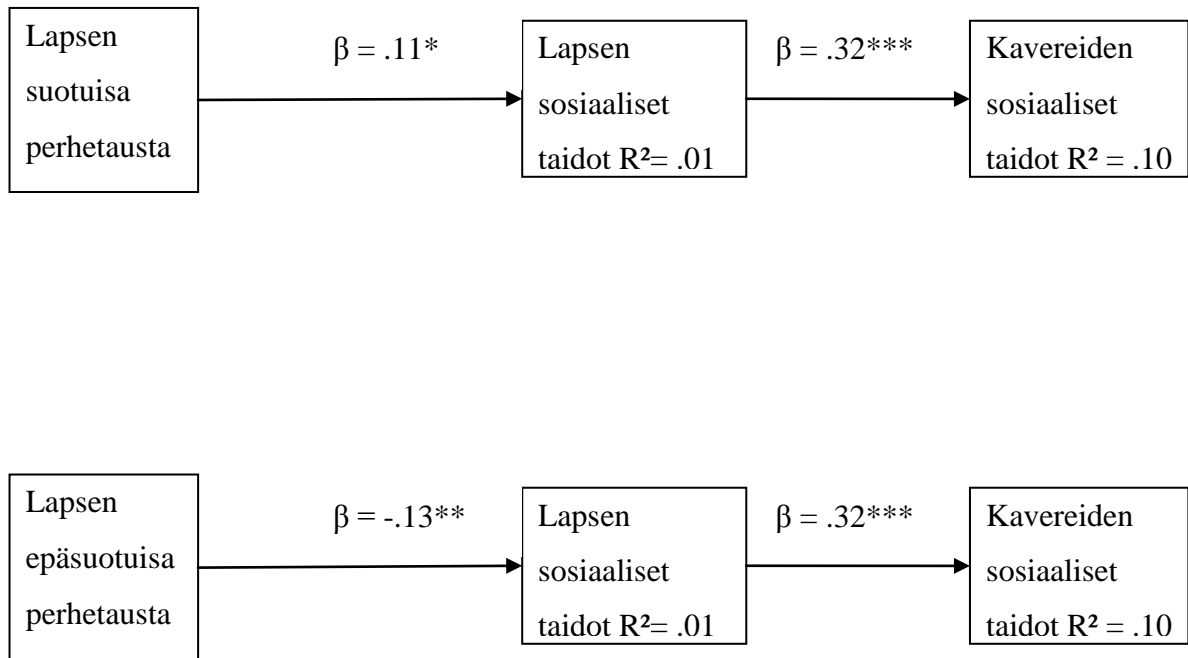 Lapsen
suotuisa
perhetausta
β = .11*
Lapsen
sosiaaliset
taidot R²= .01
β = .32***
Kavereiden
sosiaaliset
taidot R² = .10
Lapsen
epäsuotuisa
perhetausta
β = -.13**
Lapsen
sosiaaliset
taidot R²= .01
β = .32***
Kavereiden
sosiaaliset
taidot R² = .10